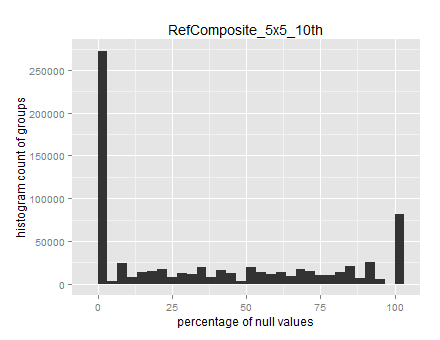 RefComposite_5x5_10th
histogram count of groups
250000
200000
150000
100000
50000
0
0 25 50 75 100
percentage of null values